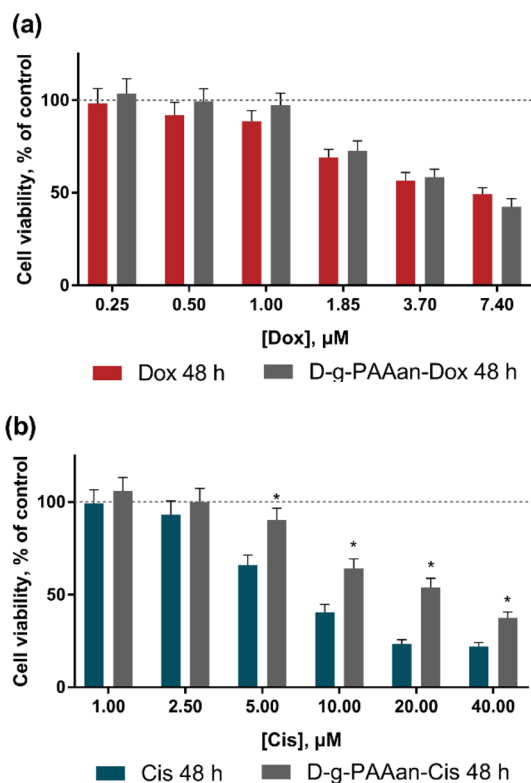 (a)
Cell viability, % of control
100
50
0
0.25 0.50 1.00 1.85 3.70 7.40
[Dox], µM
Dox 48 h D-g-PAAan-Dox 48 h
(b)
Cell viability, % of control
100
50
0
* * * *
1.00 2.50 5.00 10.00 20.00 40.00
[Cis], µM
Cis 48 h D-g-PAAan-Cis 48 h